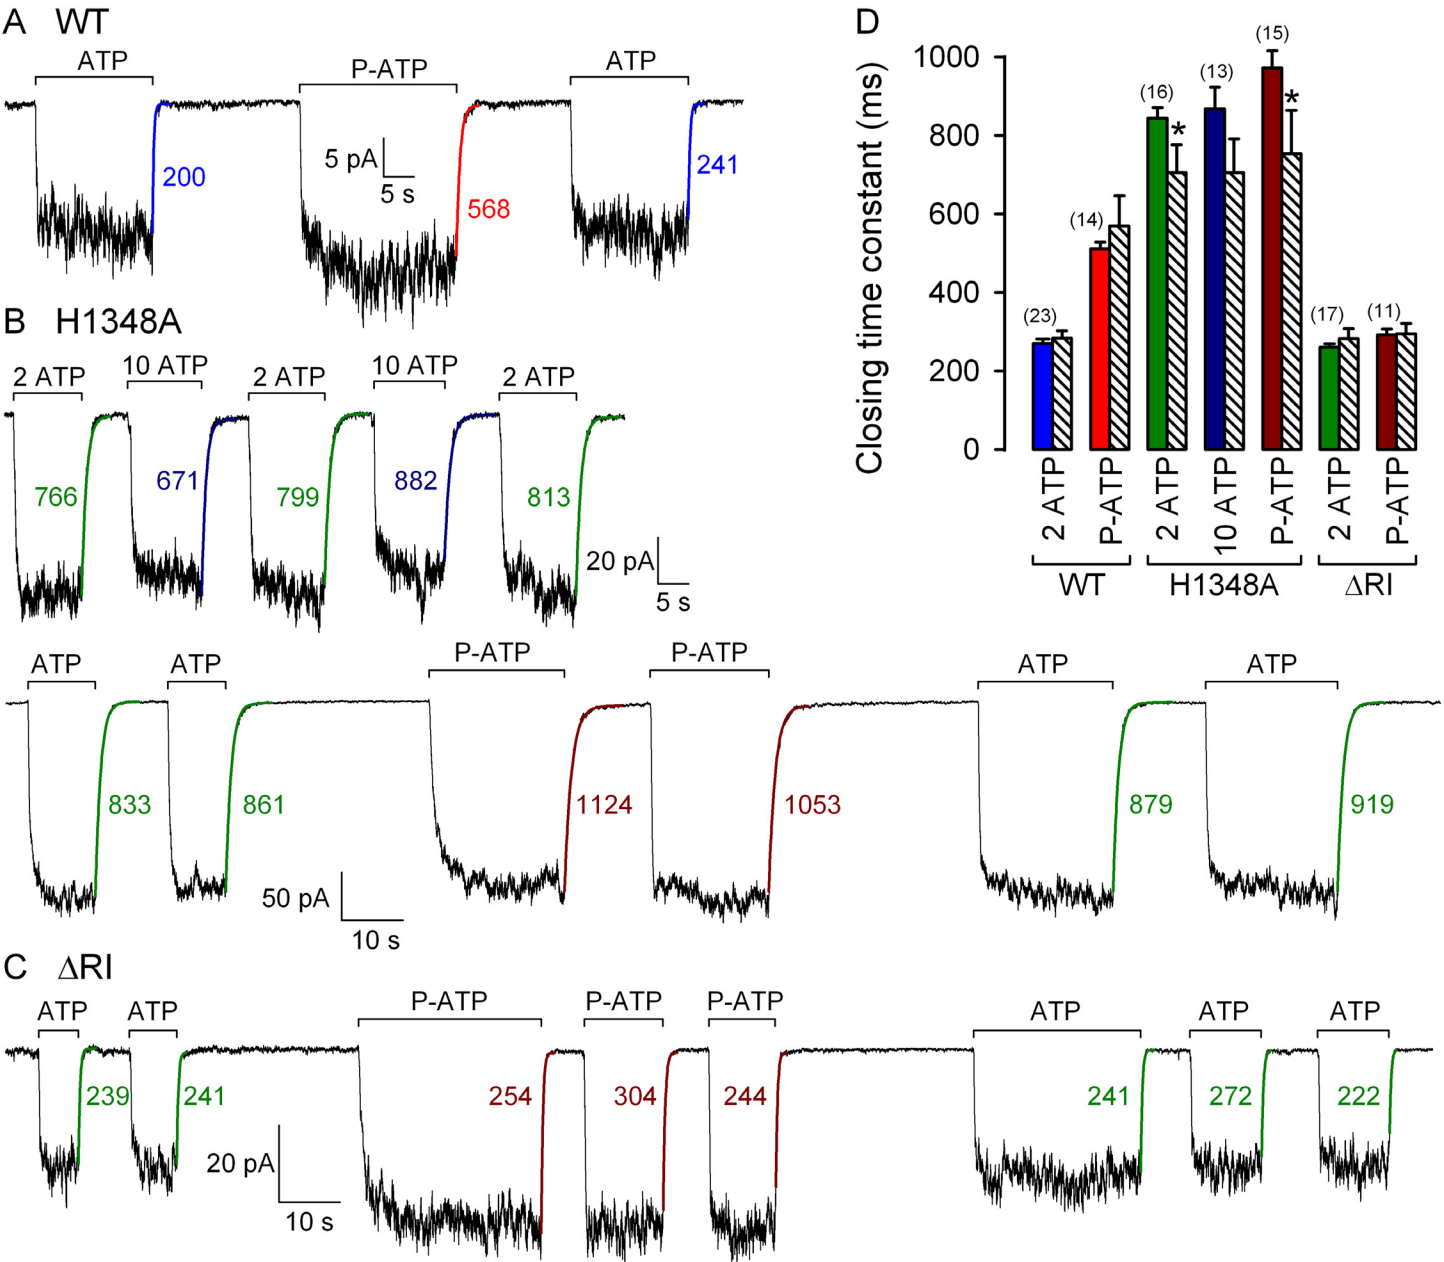 A WT
ATP
P-ATP
ATP
5 pA
5 s
200
568
241
B H1348A
2 ATP
10 ATP
2 ATP
10 ATP
2 ATP
766
671
799
882
813
20 pA
5 s
ATP
ATP
P-ATP
P-ATP
ATP
ATP
833
861
1124
1053
879
919
50 pA
10 s
C ΔRI
ATP
ATP
P-ATP
P-ATP
P-ATP
ATP
ATP
ATP
239
241
254
304
244
241
272
222
20 pA
10 s
D
Closing time constant (ms)
1000
800
600
400
200
0
(23)
(14)
(16)
*
(13)
(15)
*
(17)
(11)
2 ATP
P-ATP
2 ATP
10 ATP
P-ATP
2 ATP
P-ATP
WT
H1348A
ΔRI